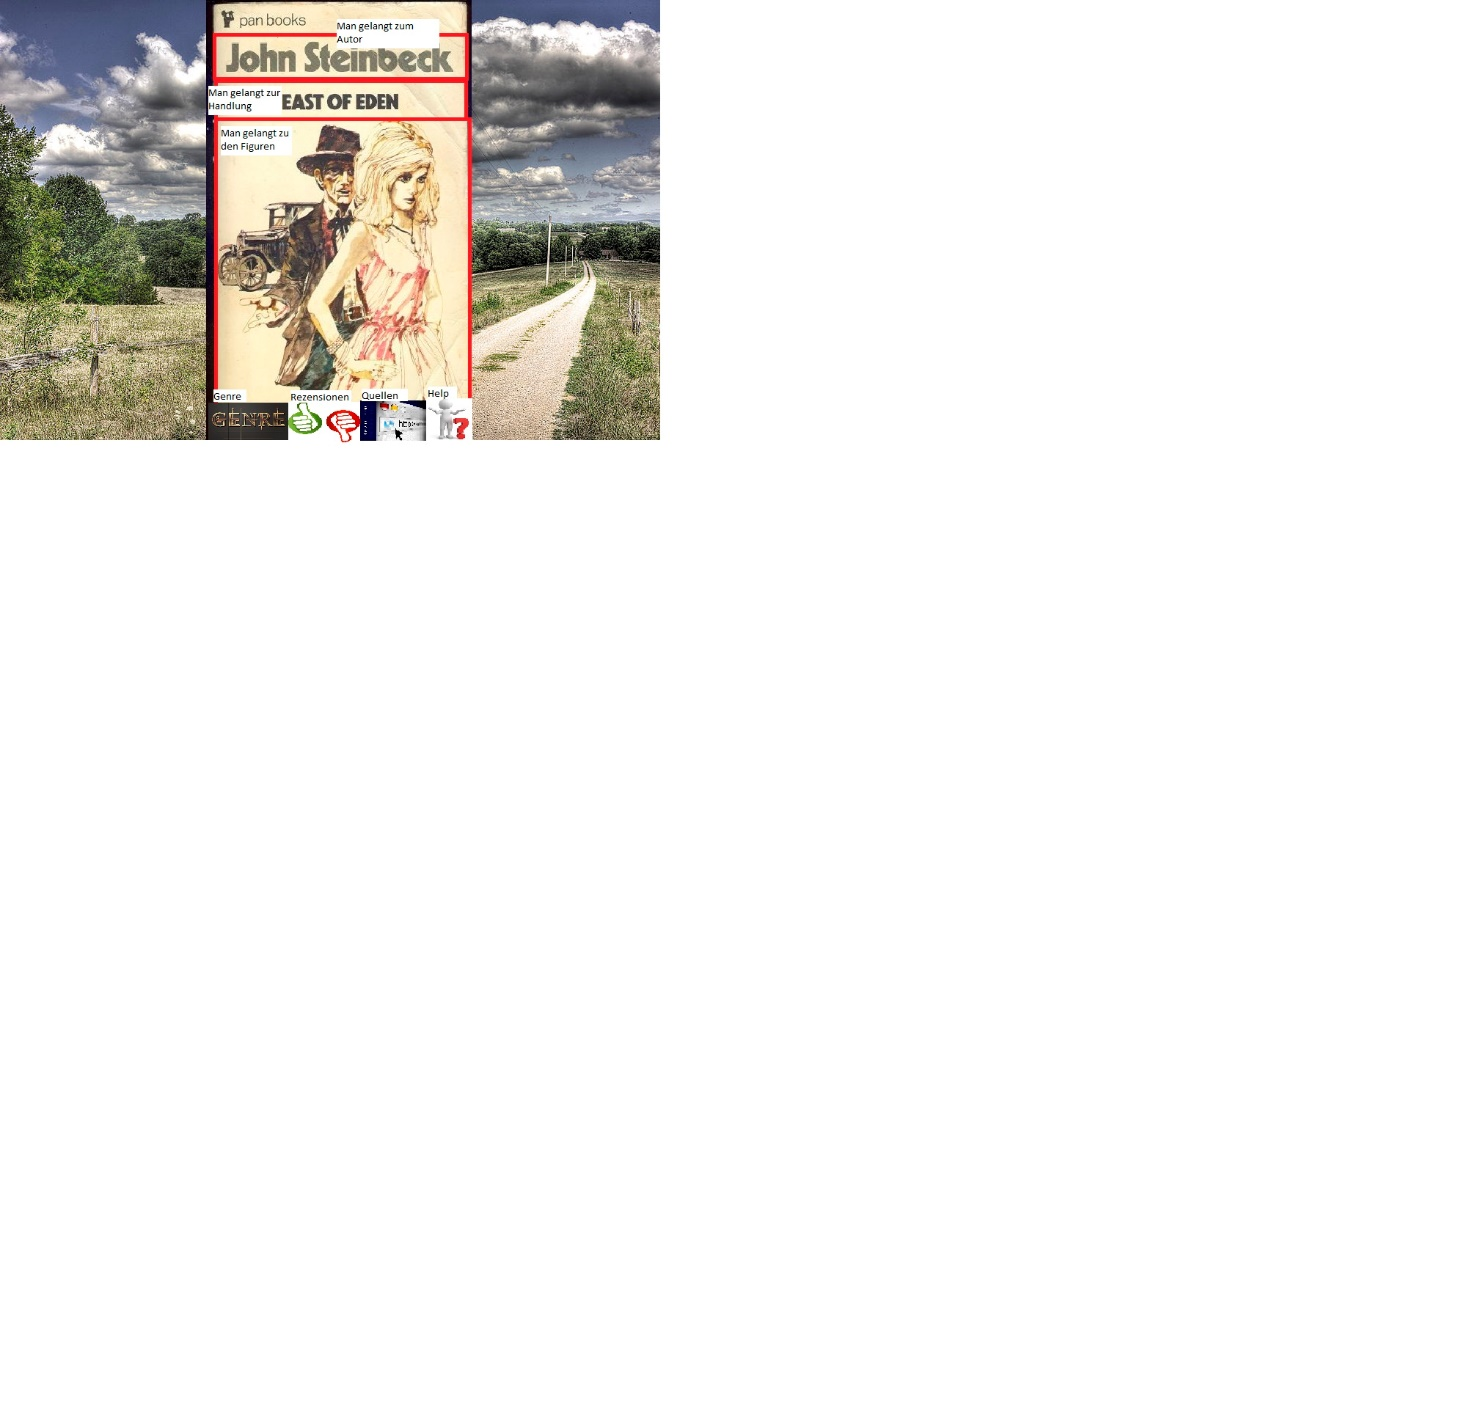 pan books
Man gelangt zum
Autor
John Steinbeck
Man gelangt zur
Handlung
EAST OF EDEN
Man gelangt zu
den Figuren
Genre
Rezensionen
Quellen
Help
GENRE